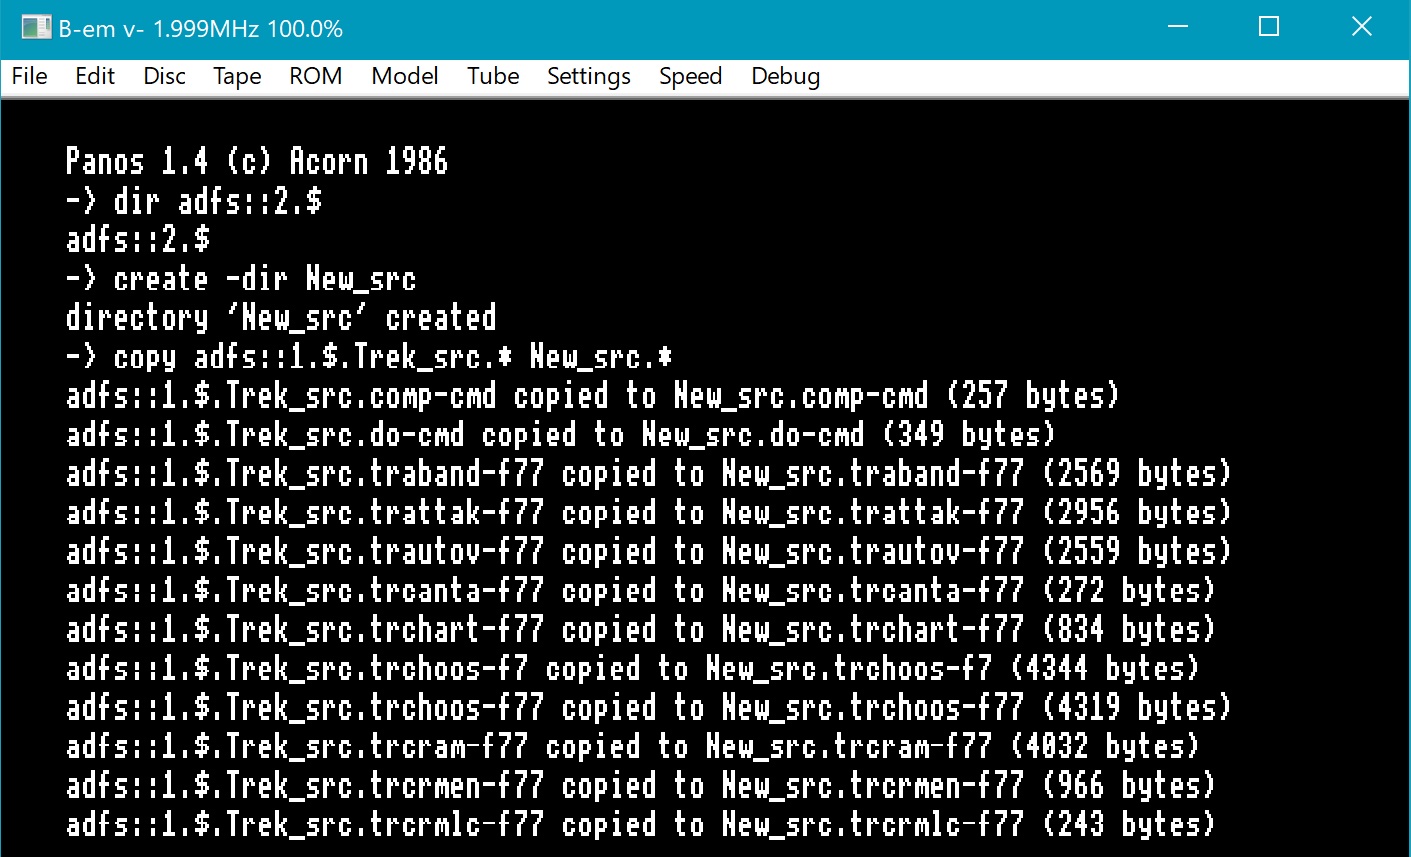 B-em v- 1.999MHz 100.0%
File Edit Disc Tape ROM Model Tube Settings Speed Debug
Panos 1.4 (c) Acorn 1986
-> dir adfs::2.$
adfs::2.$
-> create -dir New_src
directory 'New_src' created
-> copy adfs::1.$.Trek_src.* New_src.*
adfs::1.$.Trek_src.comp-cmd copied to New_src.comp-cmd (257 bytes)
adfs::1.$.Trek_src.do-cmd copied to New_src.do-cmd (349 bytes)
adfs::1.$.Trek_src.traband-f77 copied to New_src.traband-f77 (2569 bytes)
adfs::1.$.Trek_src.trattak-f77 copied to New_src.trattak-f77 (2956 bytes)
adfs::1.$.Trek_src.trautov-f77 copied to New_src.trautov-f77 (2559 bytes)
adfs::1.$.Trek_src.trcanta-f77 copied to New_src.trcanta-f77 (272 bytes)
adfs::1.$.Trek_src.trchart-f77 copied to New_src.trchart-f77 (834 bytes)
adfs::1.$.Trek_src.trchoos-f7 copied to New_src.trchoos-f7 (4344 bytes)
adfs::1.$.Trek_src.trchoos-f77 copied to New_src.trchoos-f77 (4319 bytes)
adfs::1.$.Trek_src.trcram-f77 copied to New_src.trcram-f77 (4032 bytes)
adfs::1.$.Trek_src.trcrmen-f77 copied to New_src.trcrmen-f77 (966 bytes)
adfs::1.$.Trek_src.trcrmlc-f77 copied to New_src.trcrmlc-f77 (243 bytes)